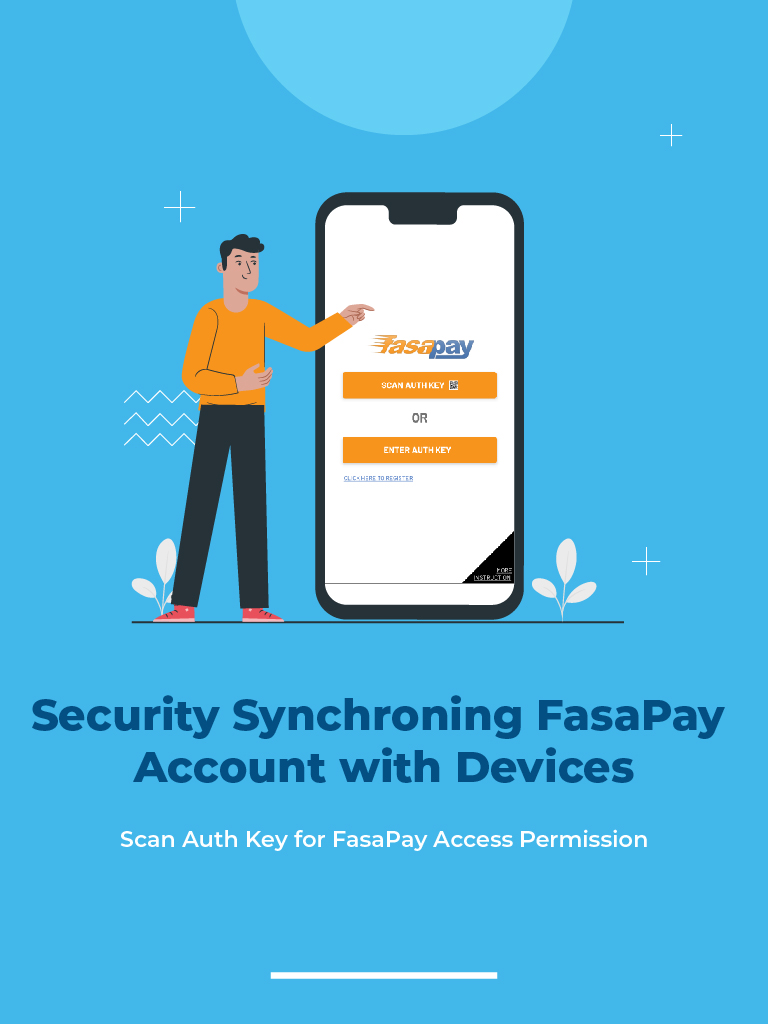 fasapay
SCAN AUTH KEY
OR
ENTER AUTH KEY
CLICK HERE TO REGISTER
MORE
INSTRUCTION
Security Synchroning FasaPay
Account with Devices
Scan Auth Key for FasaPay Access Permission